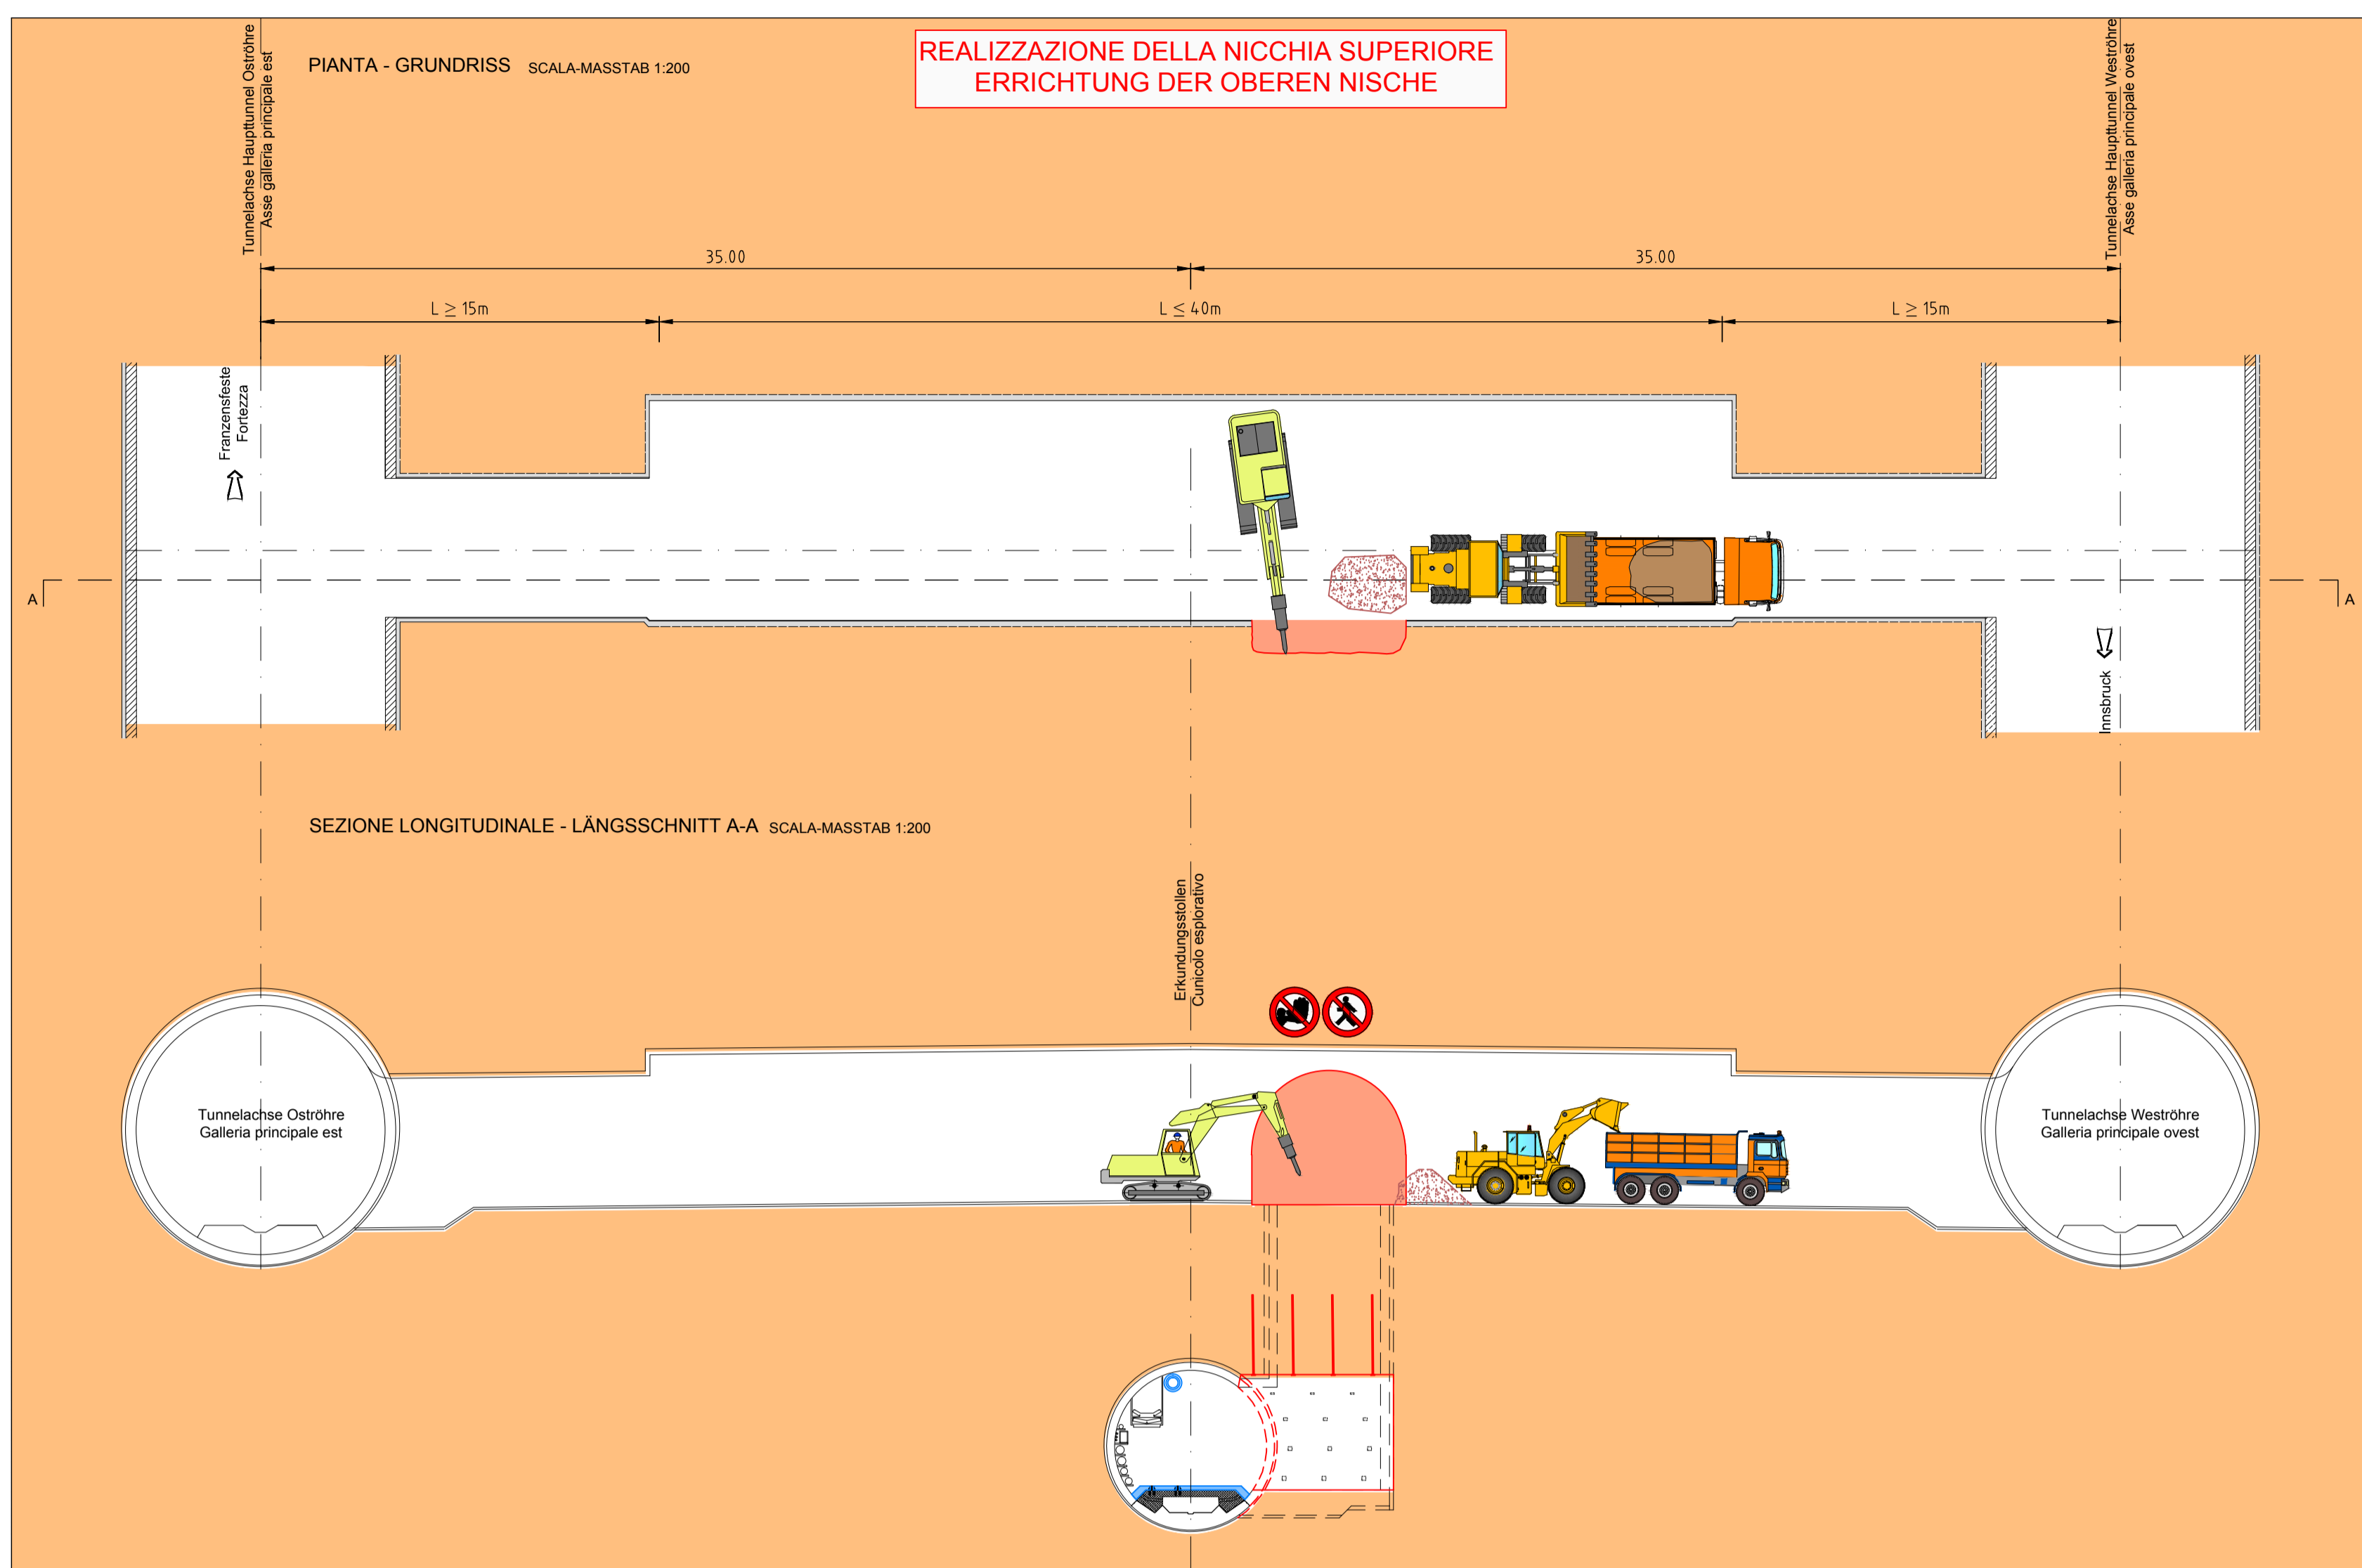 REALIZZAZIONE DELLA NICCHIA SUPERIORE
ERRICHTUNG DER OBEREN NISCHE
PIANTA - GRUNDRISS SCALA-MASSTAB 1:200
Tunnelachse Haupttunnel Oströhre
Asse galleria principale est
Tunnelachse Haupttunnel Weströhre
Asse galleria principale ovest
35.00
35.00
L ≥ 15m
L ≤ 40m
L ≥ 15m
Franzensfeste
Fortezza
A
A
Innsbruck
SEZIONE LONGITUDINALE - LÄNGSSCHNITT A-A SCALA-MASSTAB 1:200
Erkundungsstollen
Cunicolo esplorativo
Tunnelachse Oströhre
Galleria principale est
Tunnelachse Weströhre
Galleria principale ovest